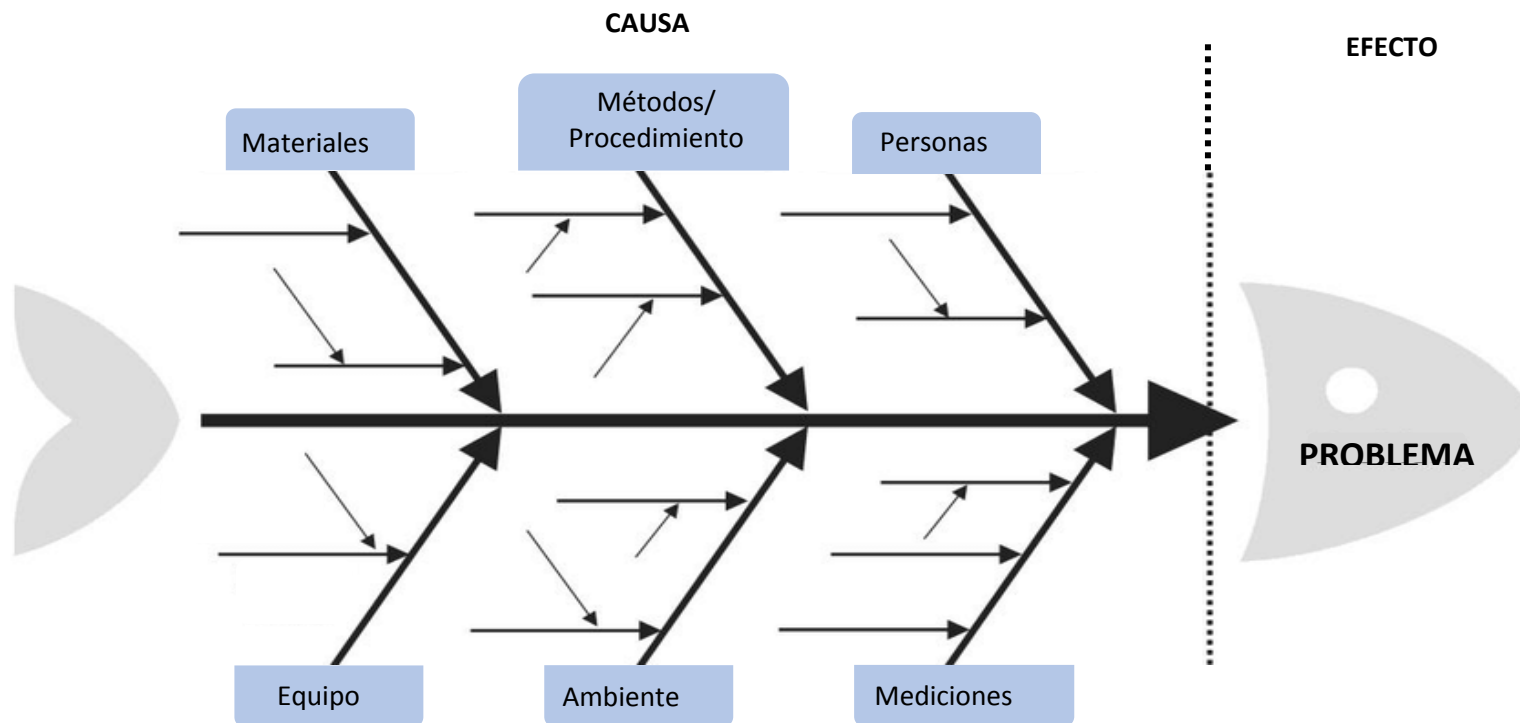 CAUSA
EFECTO
Materiales
Métodos/
Procedimiento
Personas
PROBLEMA
Equipo
Ambiente
Mediciones